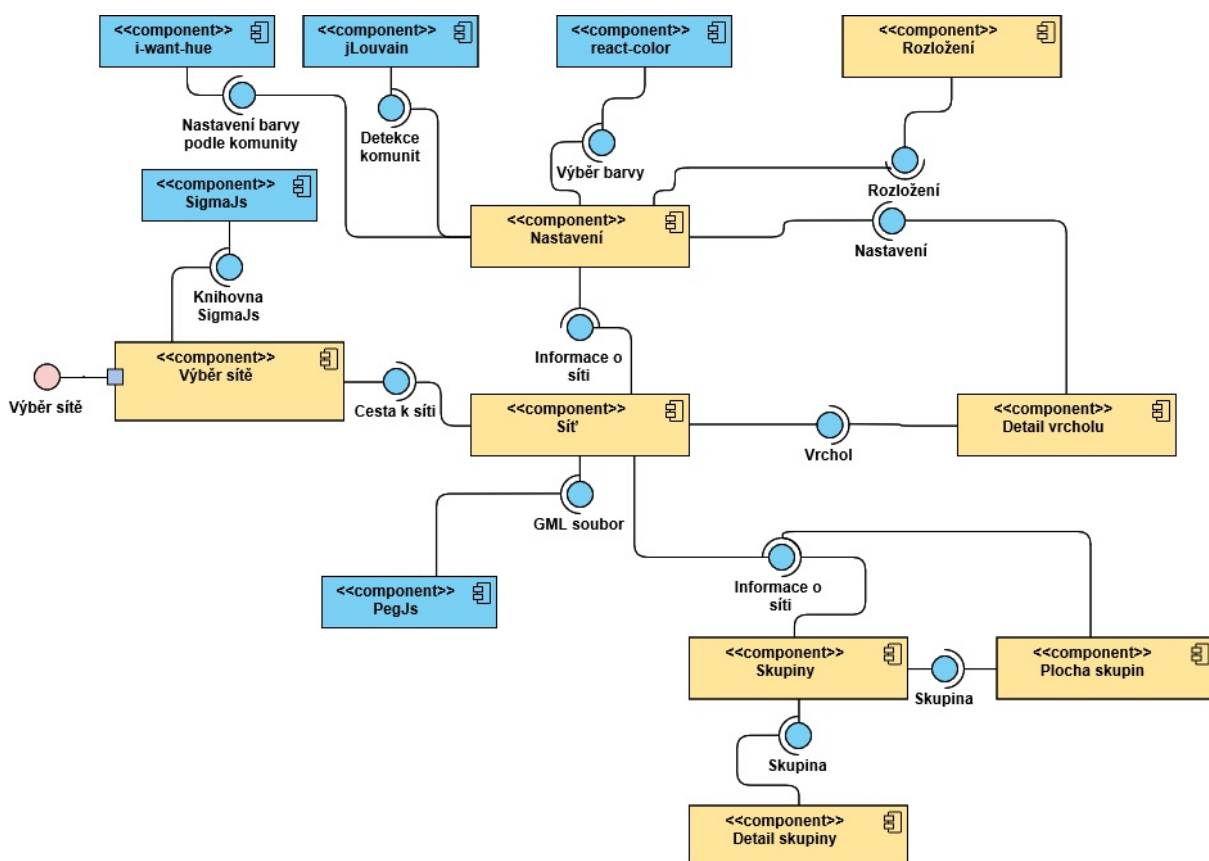 <<component>>
i-want-hue
<<component>>
jLouvain
<<component>>
react-color
<<component>>
Rozložení
Nastavení barvy
podle komunity
Detekce
komunit
Výběr barvy
Rozložení
<<component>>
SigmaJs
<<component>>
Nastavení
Nastavení
Knihovna
SigmaJs
<<component>>
Výběr sítě
Informace o
síti
Výběr sítě
Cesta k síti
<<component>>
Síť
Vrchol
<<component>>
Detail vrcholu
GML soubor
<<component>>
PegJs
Informace o
síti
<<component>>
Skupiny
Skupina
<<component>>
Plocha skupin
Skupina
<<component>>
Detail skupiny